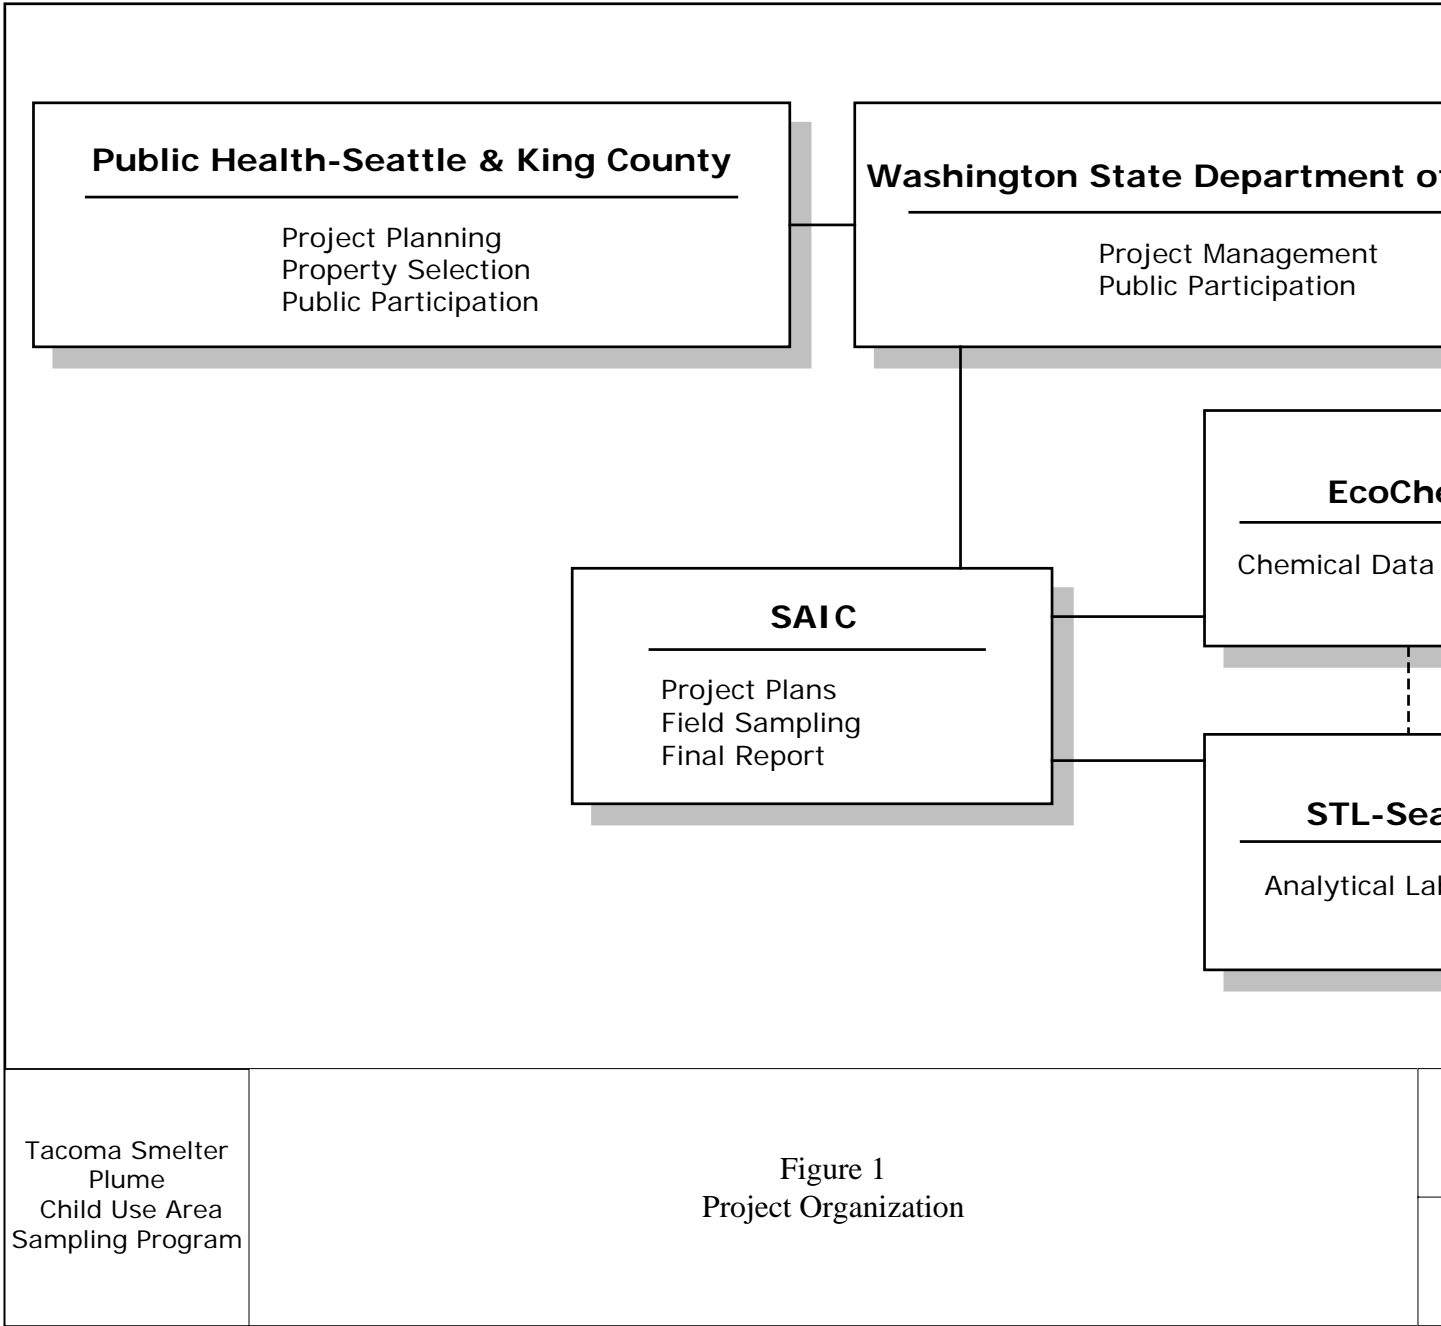 Public Health-Seattle & King County
Project Planning
Property Selection
Public Participation
Washington State Department of
Project Management
Public Participation
SAIC
Project Plans
Field Sampling
Final Report
Chemical Data
Analytical
Tacoma Smelter
Plume
Child Use Area
Sampling Program
Figure 1
Project Organization